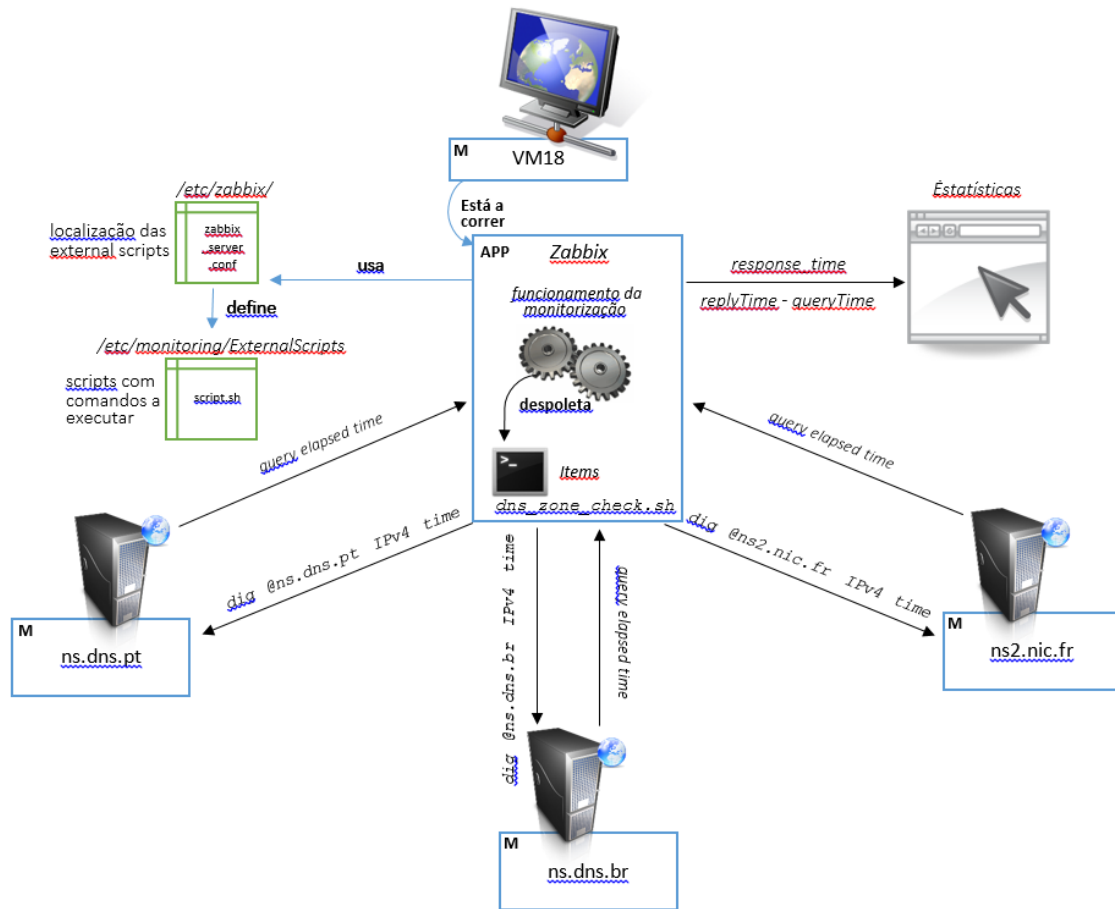 M
VM18
Está a
correr
/etc/zabbix/
localização das
external scripts
zabbix
_server
.conf
usa
define
/etc/monitoring/ExternalScripts
scripts com
comandos a
executar
script.sh
APP
Zabbix
funcionamento da
monitorização
despoleta
>_
Items
dns_zone_check.sh
response_time
replyTime - queryTime
Èstatísticas
query elapsed time
dig @ns.dns.pt IPv4 time
M
ns.dns.pt
dig @ns.dns.br IPv4 time
query elapsed time
M
ns.dns.br
query elapsed time
dig @ns2.nic.fr IPv4 time
M
ns2.nic.fr